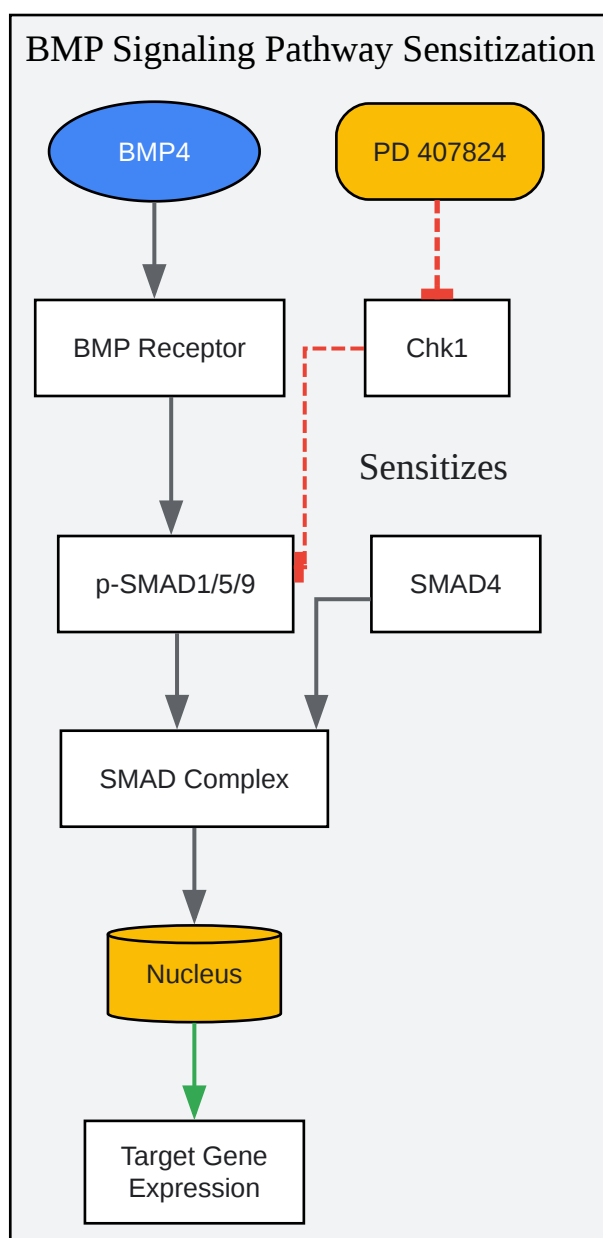 BMP Signaling Pathway Sensitization
BMP4
PD 407824
BMP Receptor
Chk1
Sensitizes
p-SMAD1/5/9
SMAD4
SMAD Complex
Nucleus
Target Gene
Expression